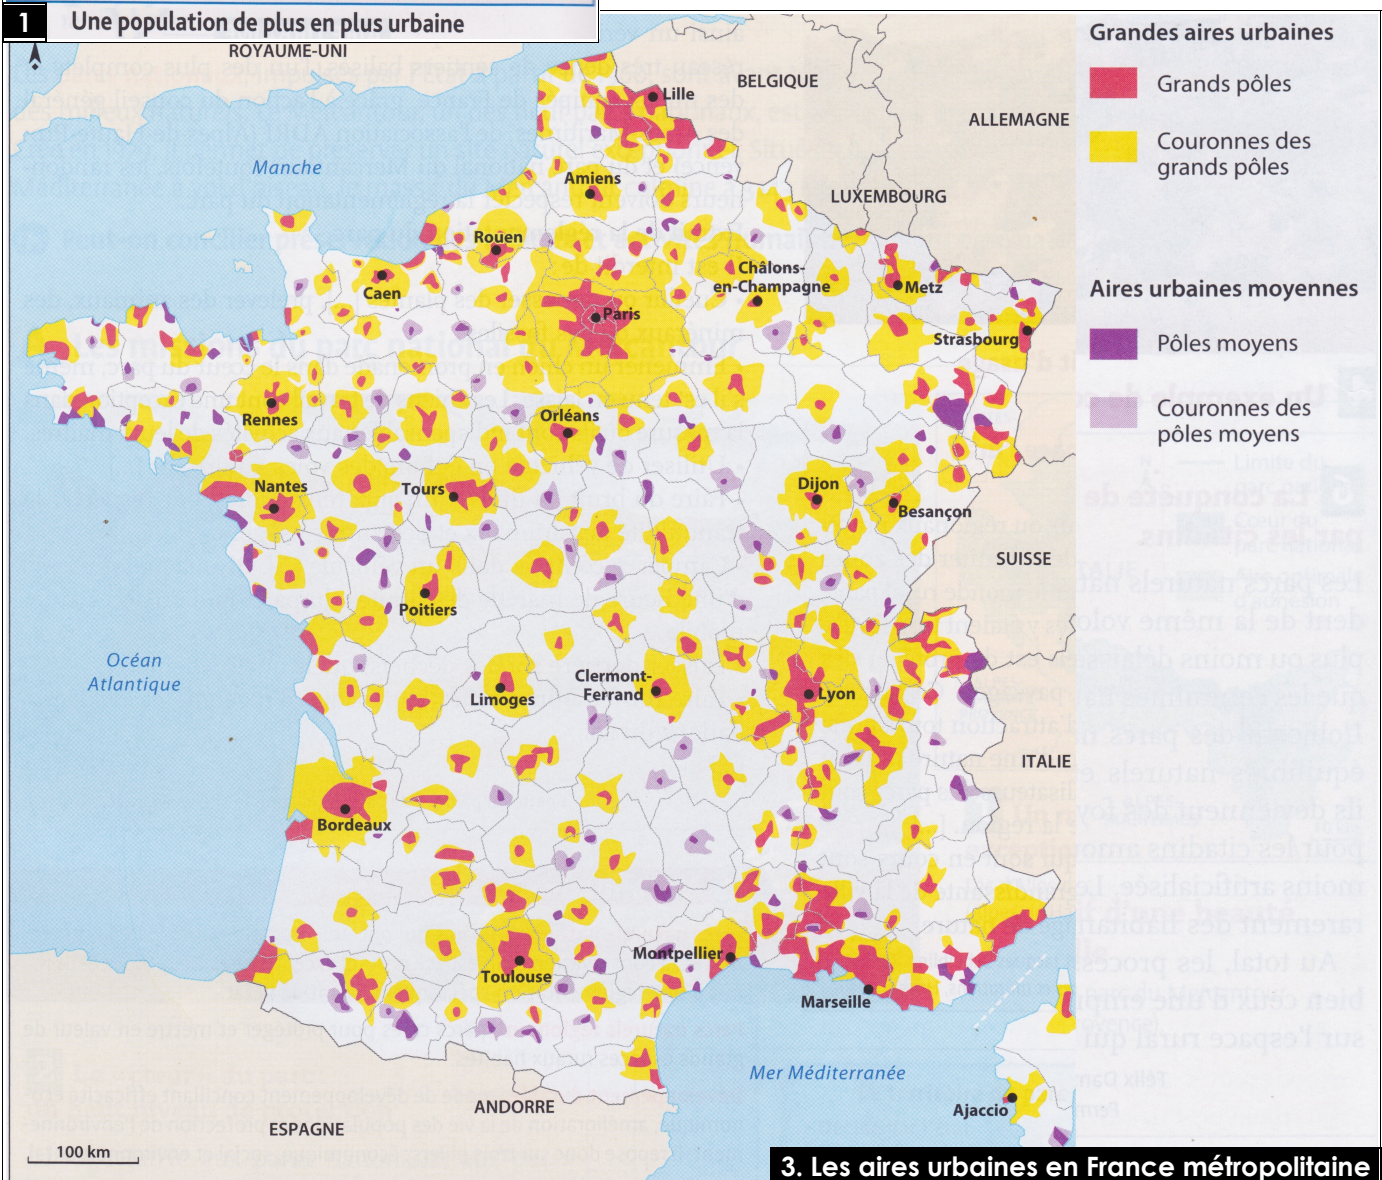 1 Une population de plus en plus urbaine
ROYAUME-UNI
BELGIQUE
ALLEMAGNE
LUXEMBOURG
SUISSE
ITALIE
ANDORRE
ESPAGNE
Manche
Océan
Atlantique
Mer Méditerranée
Lille
Amiens
Rouen
Caen
Châlons-
en-Champagne
Metz
Paris
Strasbourg
Rennes
Orléans
Nantes
Tours
Dijon
Besançon
Poitiers
Limoges
Clermont-
Ferrand
Lyon
Bordeaux
Toulouse
Montpellier
Marseille
Ajaccio
100 km
Grandes aires urbaines
Grands pôles
Couronnes des
grands pôles
Aires urbaines moyennes
Pôles moyens
Couronnes des
pôles moyens
3. Les aires urbaines en France métropolitaine